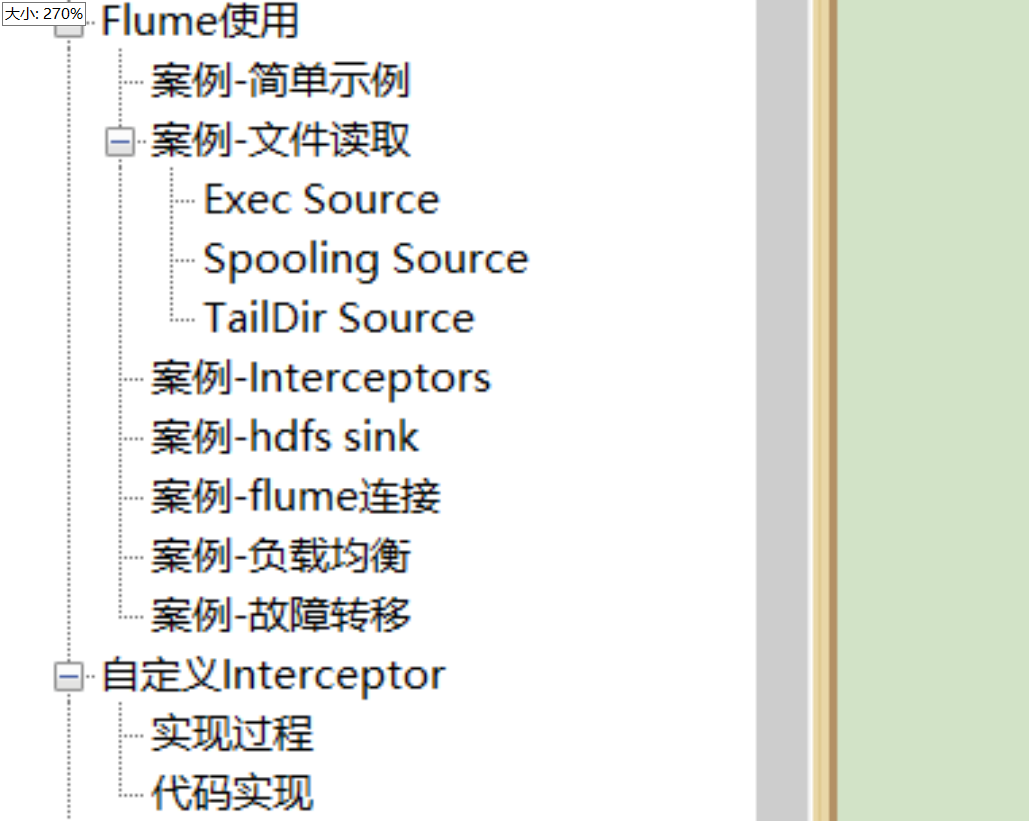 大小: 270%
Flume使用
案例-简单示例
案例-文件读取
Exec Source
Spooling Source
TailDir Source
案例-Interceptors
案例-hdfs sink
案例-flume连接
案例-负载均衡
案例-故障转移
自定义Interceptor
实现过程
代码实现